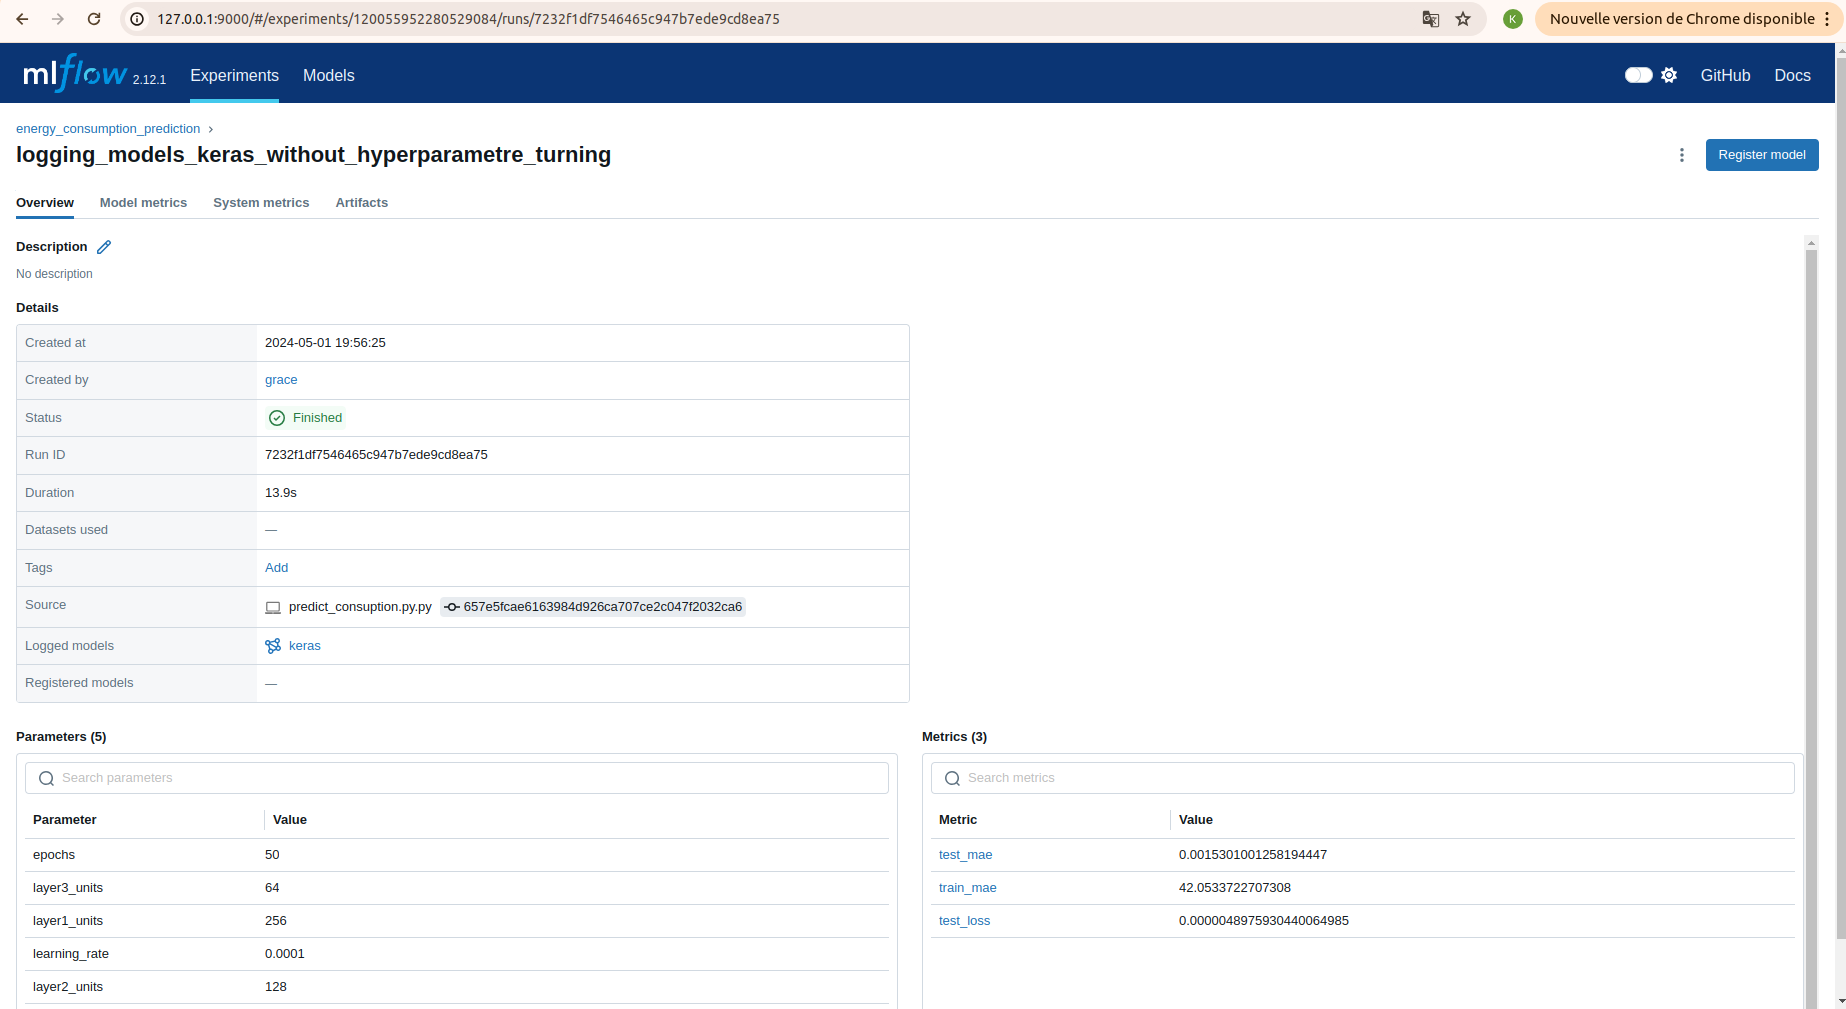 127.0.0.1:9000/#/experiments/120055952280529084/runs/7232f1df7546465c947b7ede9cd8ea75
K
Nouvelle version de Chrome disponible
mlflow 2.12.1
Experiments
Models
GitHub
Docs
energy_consumption_prediction
logging_models_keras_without_hyperparametre_turning
Register model
Overview
Model metrics
System metrics
Artifacts
Description
No description
Details
Created at 2024-05-01 19:56:25
Created by grace
Status Finished
Run ID 7232f1df7546465c947b7ede9cd8ea75
Duration 13.9s
Datasets used —
Tags Add
Source predict_consuption.py.py 657e5fcae6163984d926ca707ce2c047f2032ca6
Logged models keras
Registered models —
Parameters (5)
Search parameters
Parameter Value
epochs 50
layer3_units 64
layer1_units 256
learning_rate 0.0001
layer2_units 128
Metrics (3)
Search metrics
Metric Value
test_mae 0.0015301001258194447
train_mae 42.0533722707308
test_loss 0.0000048975930440064985